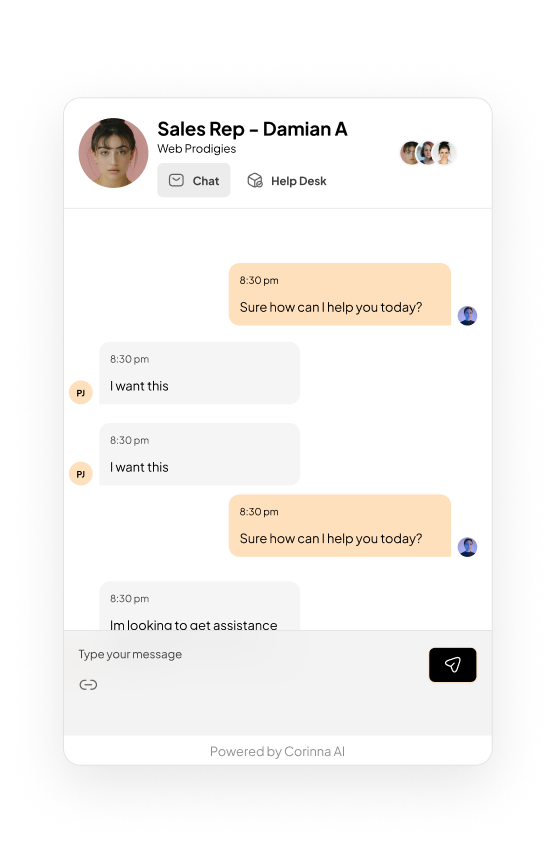 Sales Rep – Damian A
Web Prodigies
Chat
Help Desk
8:30 pm
Sure how can I help you today?
8:30 pm
I want this
PJ
8:30 pm
I want this
PJ
8:30 pm
Sure how can I help you today?
8:30 pm
Im looking to get assistance
Type your message
Powered by Corinna AI